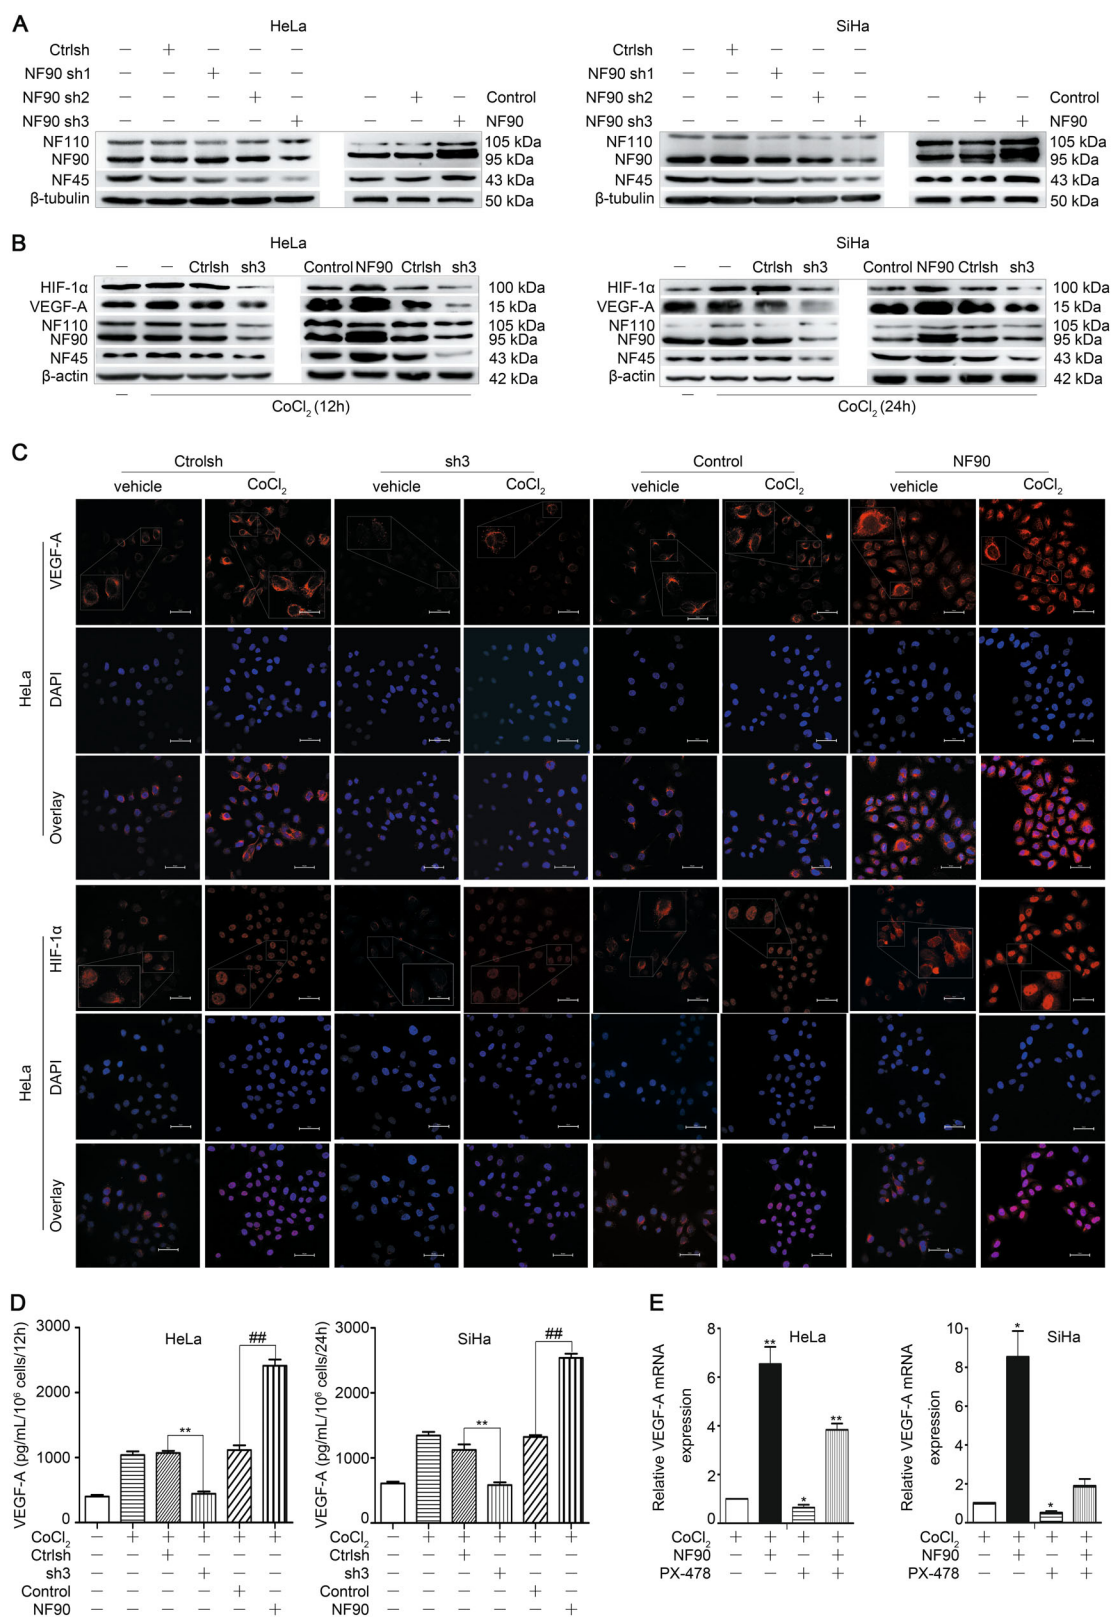 A
HeLa
SiHa
Ctrlsh — + — — —
NF90 sh1 — — + — —
NF90 sh2 — — — + — — + — Control
NF90 sh3 — — — — + — — + NF90
NF110 105 kDa
NF90 95 kDa
NF45 43 kDa
β-tubulin 50 kDa
Ctrlsh — + — — —
NF90 sh1 — — + — —
NF90 sh2 — — — + — — + — Control
NF90 sh3 — — — — + — — + NF90
NF110 105 kDa
NF90 95 kDa
NF45 43 kDa
β-tubulin 50 kDa
B
HeLa
SiHa
— — Ctrlsh sh3 Control NF90 Ctrlsh sh3
HIF-1α 100 kDa
VEGF-A 15 kDa
NF110 105 kDa
NF90 95 kDa
NF45 43 kDa
β-actin 42 kDa
— CoCl₂ (12h)
— — Ctrlsh sh3 Control NF90 Ctrlsh sh3
HIF-1α 100 kDa
VEGF-A 15 kDa
NF110 105 kDa
NF90 95 kDa
NF45 43 kDa
β-actin 42 kDa
— CoCl₂ (24h)
C
Ctrolsh sh3 Control NF90
vehicle CoCl₂ vehicle CoCl₂ vehicle CoCl₂ vehicle CoCl₂
HeLa
VEGF-A
DAPI
Overlay
HeLa
HIF-1α
DAPI
Overlay
D
HeLa
VEGF-A (pg/mL/10⁶ cells/12h)
3000
2000
1000
0
**
##
CoCl₂ — + + + + +
Ctrlsh — — + — — —
sh3 — — — + — —
Control — — — — + —
NF90 — — — — — +
SiHa
VEGF-A (pg/mL/10⁶ cells/24h)
3000
2000
1000
0
**
##
CoCl₂ — + + + + +
Ctrlsh — — + — — —
sh3 — — — + — —
Control — — — — + —
NF90 — — — — — +
E
HeLa
Relative VEGF-A mRNA
expression
8
6
4
2
0
**
*
**
CoCl₂ + + + +
NF90 — + — +
PX-478 — — + +
SiHa
Relative VEGF-A mRNA
expression
10
8
6
4
2
0
*
*
CoCl₂ + + + +
NF90 — + — +
PX-478 — — + +